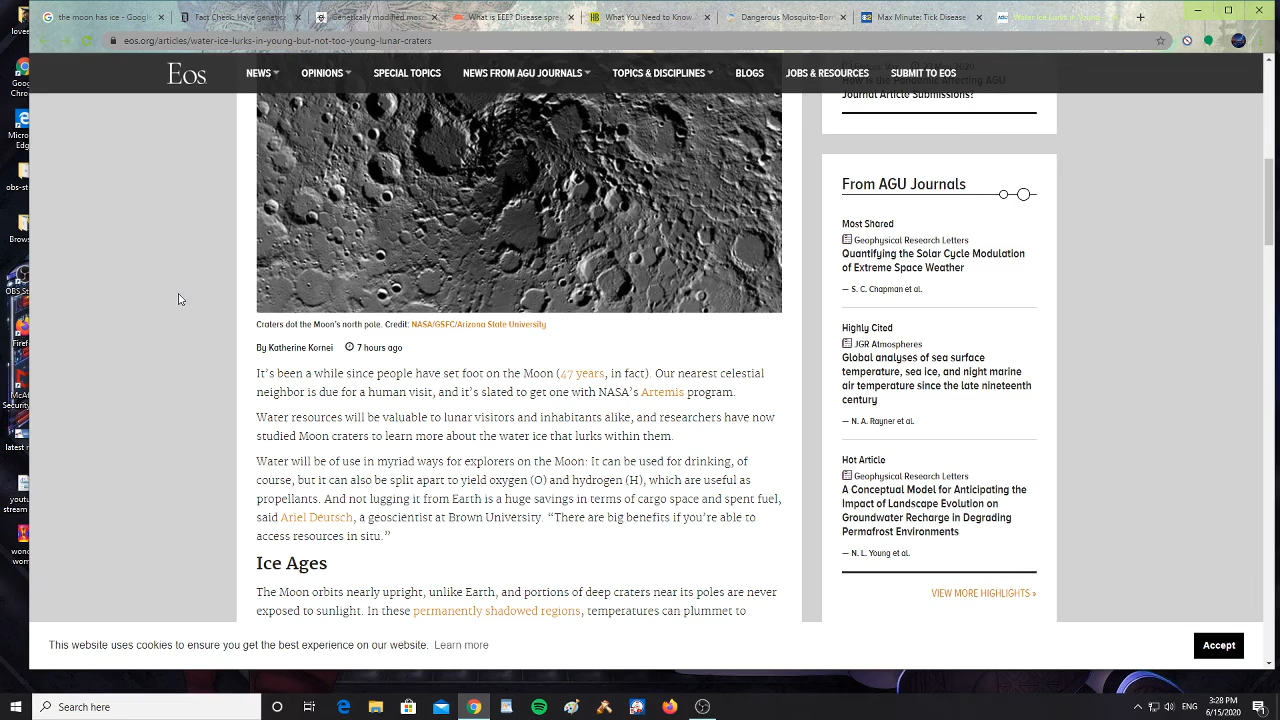 the moon has ice - Google
Fact Check: Have genetica
Genetically modified mos
What is EEE? Disease spre
What You Need to Know
Dangerous Mosquito-Bor
Max Minute: Tick Disease
Water Ice Lurks in Young
eos.org/articles/water-ice-lurks-in-young-but-not-too-young-lunar-craters
Eos
NEWS
OPINIONS
SPECIAL TOPICS
NEWS FROM AGU JOURNALS
TOPICS & DISCIPLINES
BLOGS
JOBS & RESOURCES
SUBMIT TO EOS
How is the Pandemic Affecting AGU
Journal Article Submissions?
Craters dot the Moon's north pole. Credit: NASA/GSFC/Arizona State University
By Katherine Kornei 7 hours ago
It's been a while since people have set foot on the Moon (47 years, in fact). Our nearest celestial
neighbor is due for a human visit, and it's slated to get one with NASA's Artemis program.
Water resources will be valuable to lunar visitors and inhabitants alike, and researchers have now
studied Moon craters to learn more about the water ice that lurks within them.
Water will be of use in myriad ways for explorers on the Moon: It can be used for drinking, of
course, but it can also be split apart to yield oxygen (O) and hydrogen (H), which are useful as
propellants. And not lugging it from Earth is a huge savings in terms of cargo space and spent fuel,
said Ariel Deutsch, a geoscientist at Brown University. “There are big benefits if you're able to
access resources in situ.”
Ice Ages
The Moon orbits nearly upright, unlike Earth, and portions of deep craters near its poles are never
exposed to sunlight. In these permanently shadowed regions, temperatures can plummet to
From AGU Journals
Most Shared
Geophysical Research Letters
Quantifying the Solar Cycle Modulation
of Extreme Space Weather
— S. C. Chapman et al.
Highly Cited
JGR Atmospheres
Global analyses of sea surface
temperature, sea ice, and night marine
air temperature since the late nineteenth
century
— N. A. Rayner et al.
Hot Article
Geophysical Research Letters
A Conceptual Model for Anticipating the
Impact of Landscape Evolution on
Groundwater Recharge in Degrading
Permafrost Environments
— N. L. Young et al.
VIEW MORE HIGHLIGHTS »
This website uses cookies to ensure you get the best experience on our website. Learn more
Accept
Search here
3:28 PM
6/15/2020